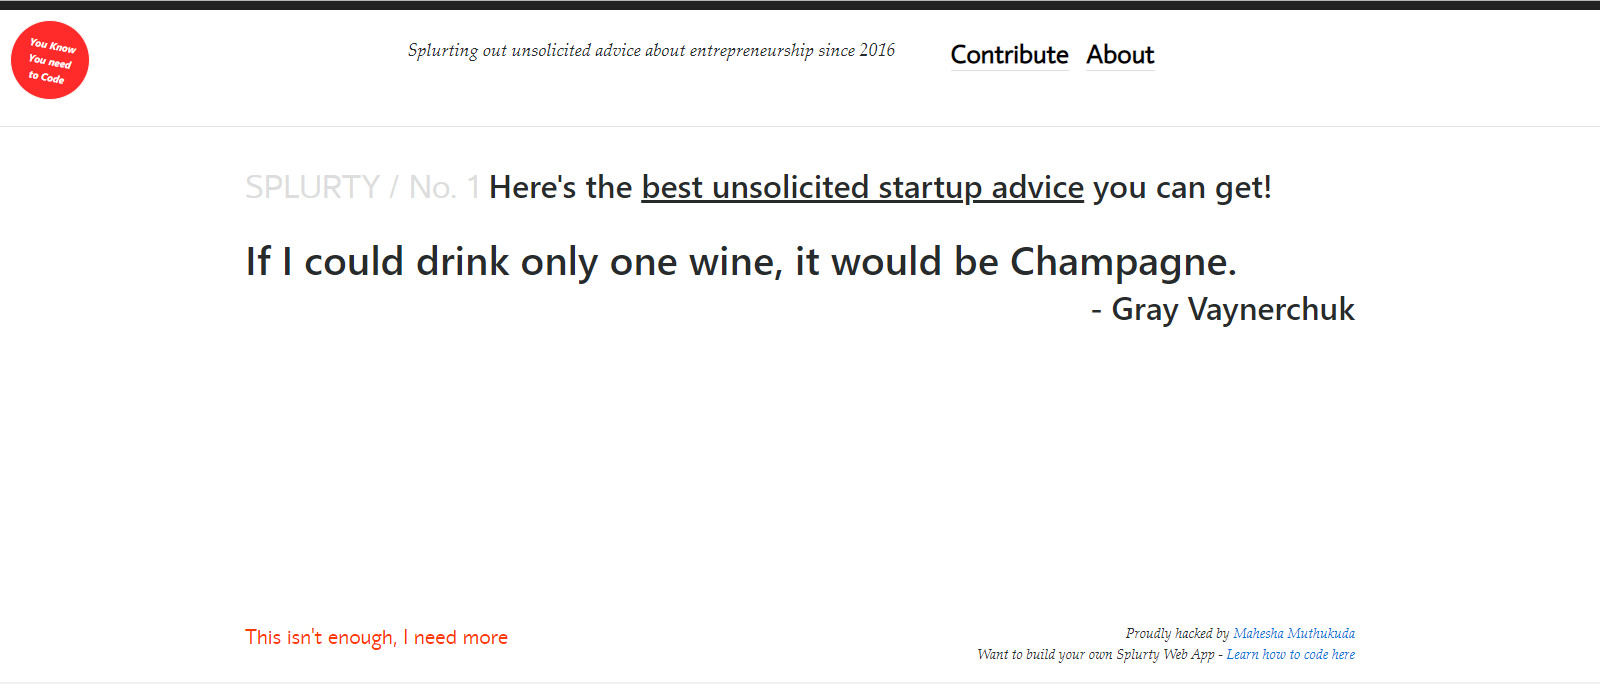 You Know
You need
to Code
Splurting out unsolicited advice about entrepreneurship since 2016
Contribute About
SPLURTY / No. 1 Here's the best unsolicited startup advice you can get!
If I could drink only one wine, it would be Champagne.
- Gray Vaynerchuk
This isn't enough, I need more
Proudly hacked by Mahesha Muthukuda
Want to build your own Splurty Web App - Learn how to code here